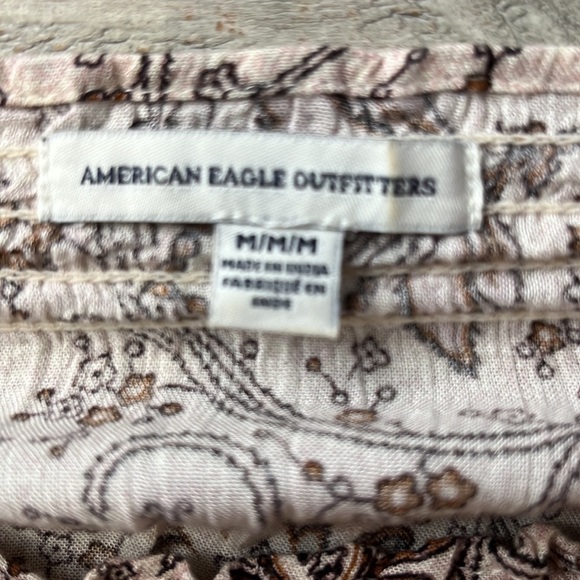 AMERICAN EAGLE OUTFITTERS
M/M/M
MADE IN INDIA
FABRIQUÉ EN
INDE